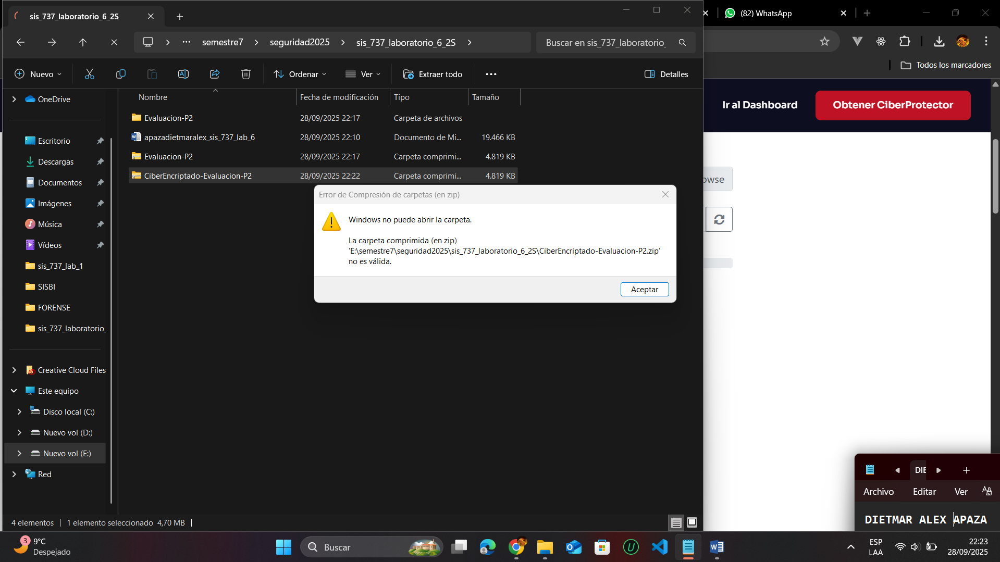 sis_737_laboratorio_6_2S
(82) WhatsApp
semestre7
seguridad2025
sis_737_laboratorio_6_2S
Buscar en sis_737_laboratorio_
Todos los marcadores
Nuevo
Ordenar
Ver
Extraer todo
Detalles
Nombre
Fecha de modificación
Tipo
Tamaño
Evaluacion-P2 28/09/2025 22:17 Carpeta de archivos
apazadietmaralex_sis_737_lab_6 28/09/2025 22:10 Documento de Mi... 19.466 KB
Evaluacion-P2 28/09/2025 22:17 Carpeta comprimi... 4.819 KB
CiberEncriptado-Evaluacion-P2 28/09/2025 22:22 Carpeta comprimi... 4.819 KB
OneDrive
Escritorio
Descargas
Documentos
Imágenes
Música
Vídeos
sis_737_lab_1
SISBI
FORENSE
sis_737_laboratorio_
Creative Cloud Files
Este equipo
Disco local (C:)
Nuevo vol (D:)
Nuevo vol (E:)
Red
Error de Compresión de carpetas (en zip)
Windows no puede abrir la carpeta.
La carpeta comprimida (en zip)
'E:\semestre7\seguridad2025\sis_737_laboratorio_6_2S\CiberEncriptado-Evaluacion-P2.zip'
no es válida.
Aceptar
Ir al Dashboard
Obtener CiberProtector
owse
DIE
Archivo
Editar
Ver
DIETMAR ALEX APAZA
4 elementos
1 elemento seleccionado 4,70 MB
3
9°C
Despejado
Buscar
ESP
LAA
22:23
28/09/2025